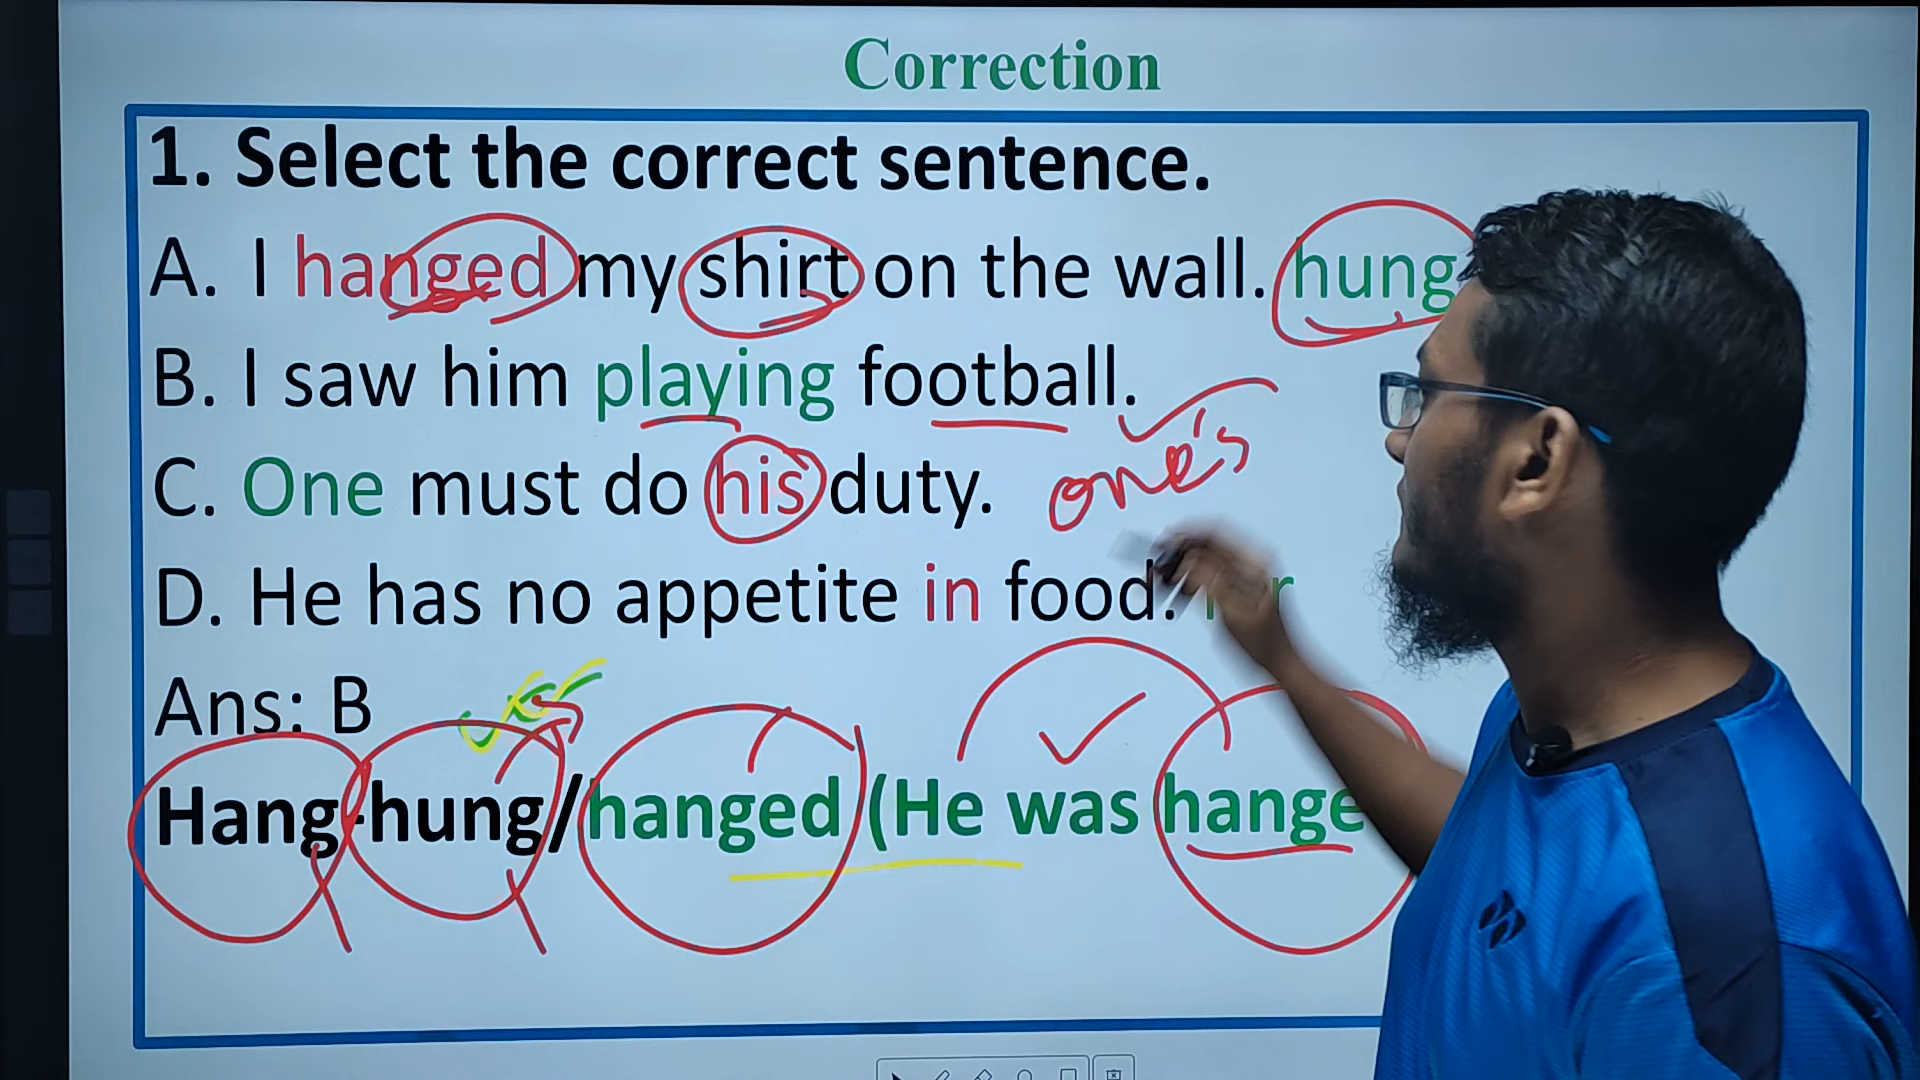 Correction
1. Select the correct sentence.
A. I hanged my shirt on the wall. hung
B. I saw him playing football.
C. One must do his duty. one's
D. He has no appetite in food.
Ans: B
Hang-hung/hanged (He was hange